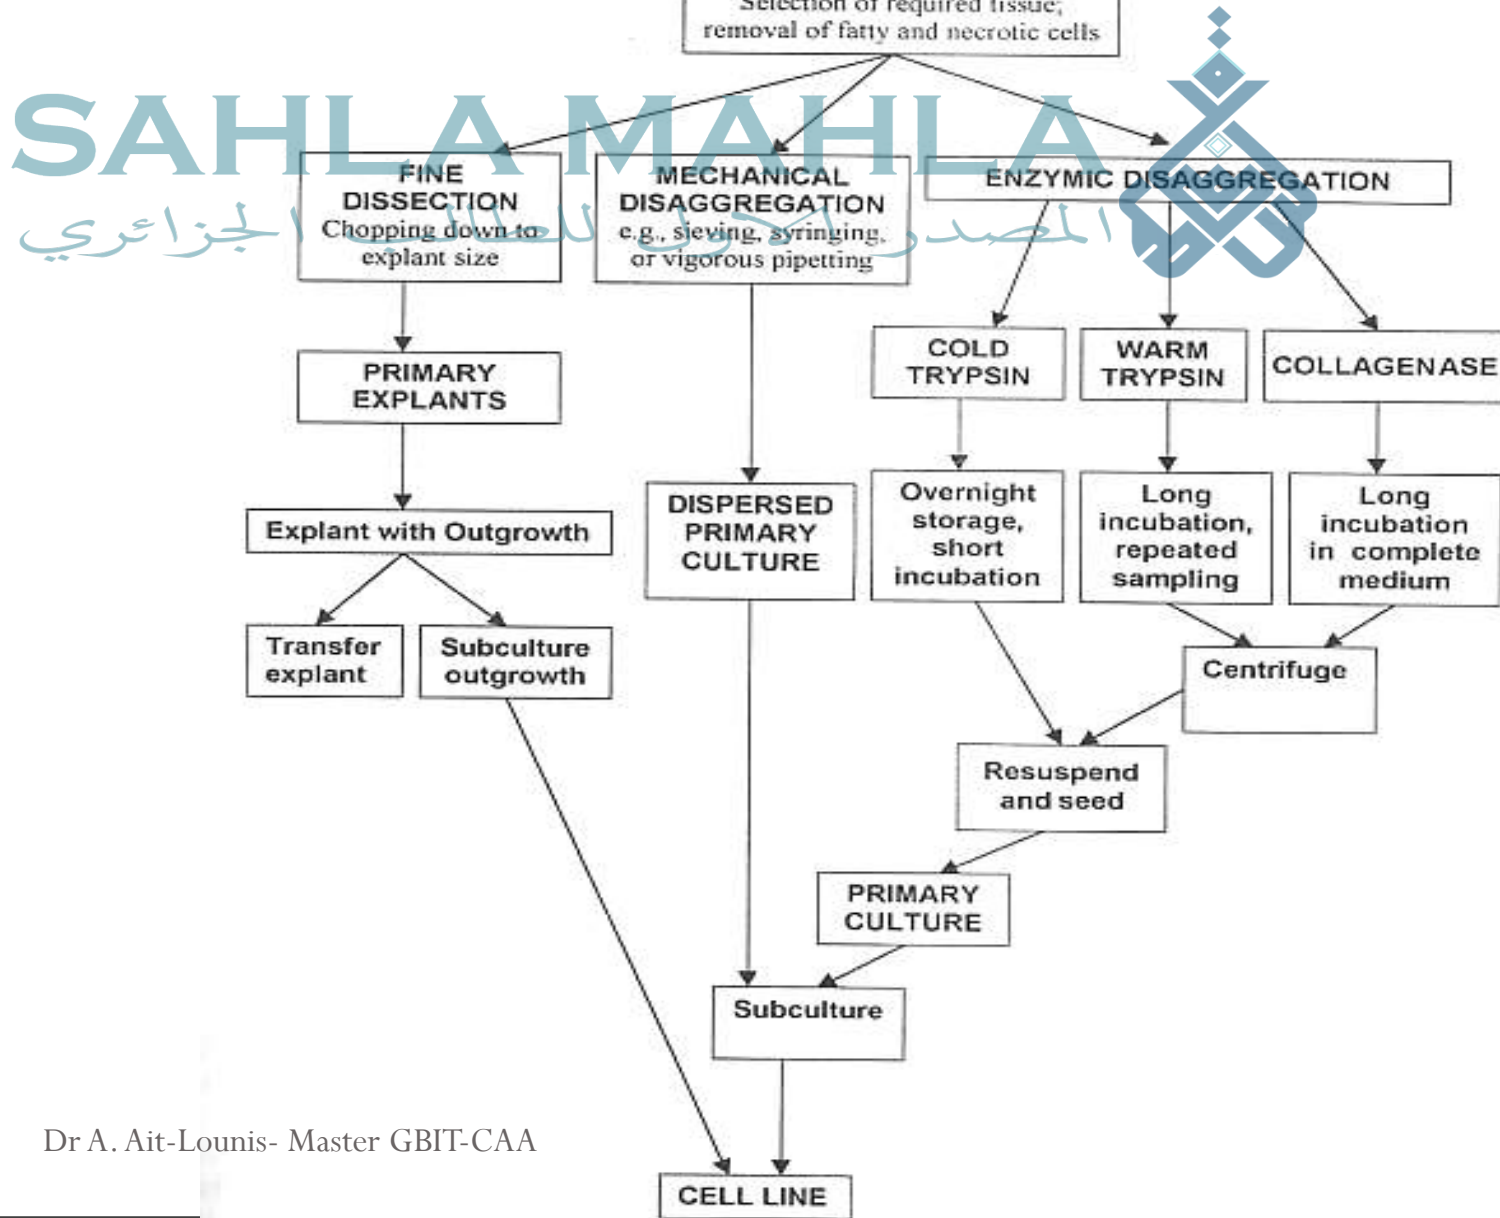 Selection of required tissue;
removal of fatty and necrotic cells
SAHLA MAHLA
المصدر الاول للطالب الجزائري
FINE
DISSECTION
Chopping down to
explant size
MECHANICAL
DISAGGREGATION
e.g., sieving, syringing,
or vigorous pipetting
ENZYMIC DISAGGREGATION
PRIMARY
EXPLANTS
COLD
TRYPSIN
WARM
TRYPSIN
COLLAGENASE
Explant with Outgrowth
DISPERSED
PRIMARY
CULTURE
Overnight
storage,
short
incubation
Long
incubation,
repeated
sampling
Long
incubation
in complete
medium
Transfer
explant
Subculture
outgrowth
Centrifuge
Resuspend
and seed
PRIMARY
CULTURE
Subculture
Dr A. Ait-Lounis- Master GBIT-CAA
CELL LINE